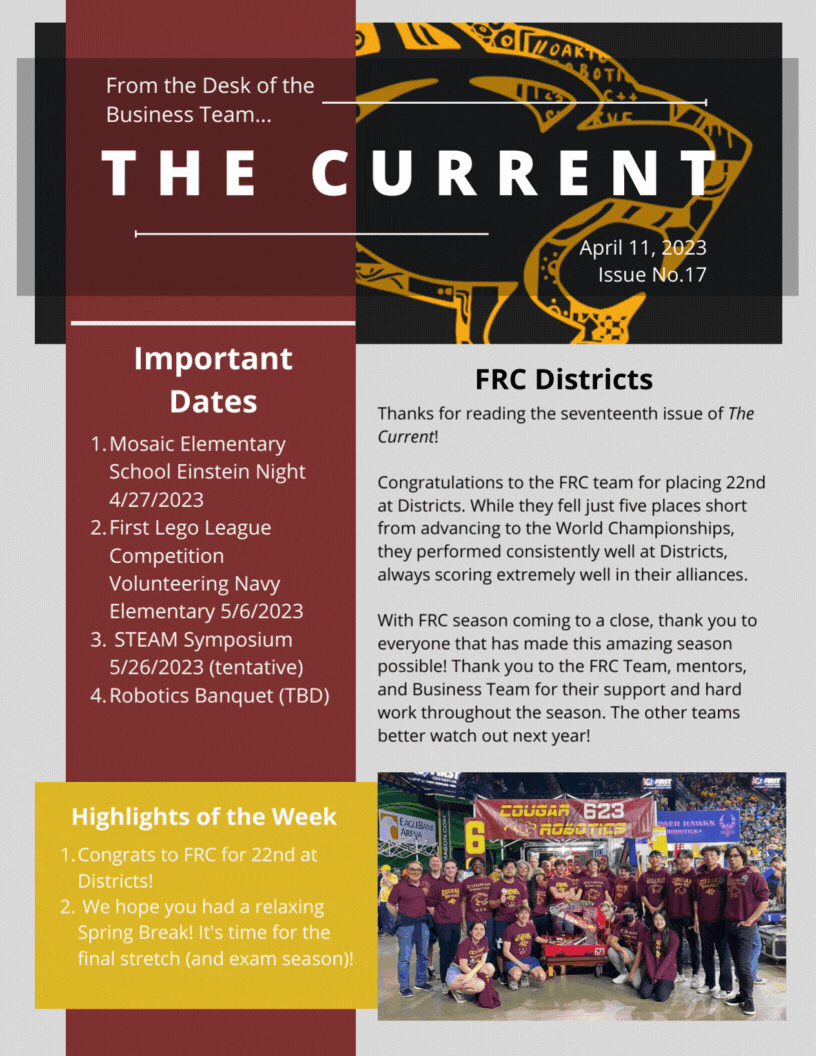 From the Desk of the
Business Team...
THE CURRENT
April 11, 2023
Issue No.17
OAKT
ROBOTI
C++
Important
Dates
1. Mosaic Elementary
School Einstein Night
4/27/2023
2. First Lego League
Competition
Volunteering Navy
Elementary 5/6/2023
3. STEAM Symposium
5/26/2023 (tentative)
4. Robotics Banquet (TBD)
Highlights of the Week
1. Congrats to FRC for 22nd at
Districts!
2. We hope you had a relaxing
Spring Break! It's time for the
final stretch (and exam season)!
FRC Districts
Thanks for reading the seventeenth issue of The
Current!
Congratulations to the FRC team for placing 22nd
at Districts. While they fell just five places short
from advancing to the World Championships,
they performed consistently well at Districts,
always scoring extremely well in their alliances.
With FRC season coming to a close, thank you to
everyone that has made this amazing season
possible! Thank you to the FRC Team, mentors,
and Business Team for their support and hard
work throughout the season. The other teams
better watch out next year!
FIRST
FIRST
EAGLEBANK
ARENA
6
COUGAR 623
ROBOTICS
OWER HAWKS
ROBOTICS
623